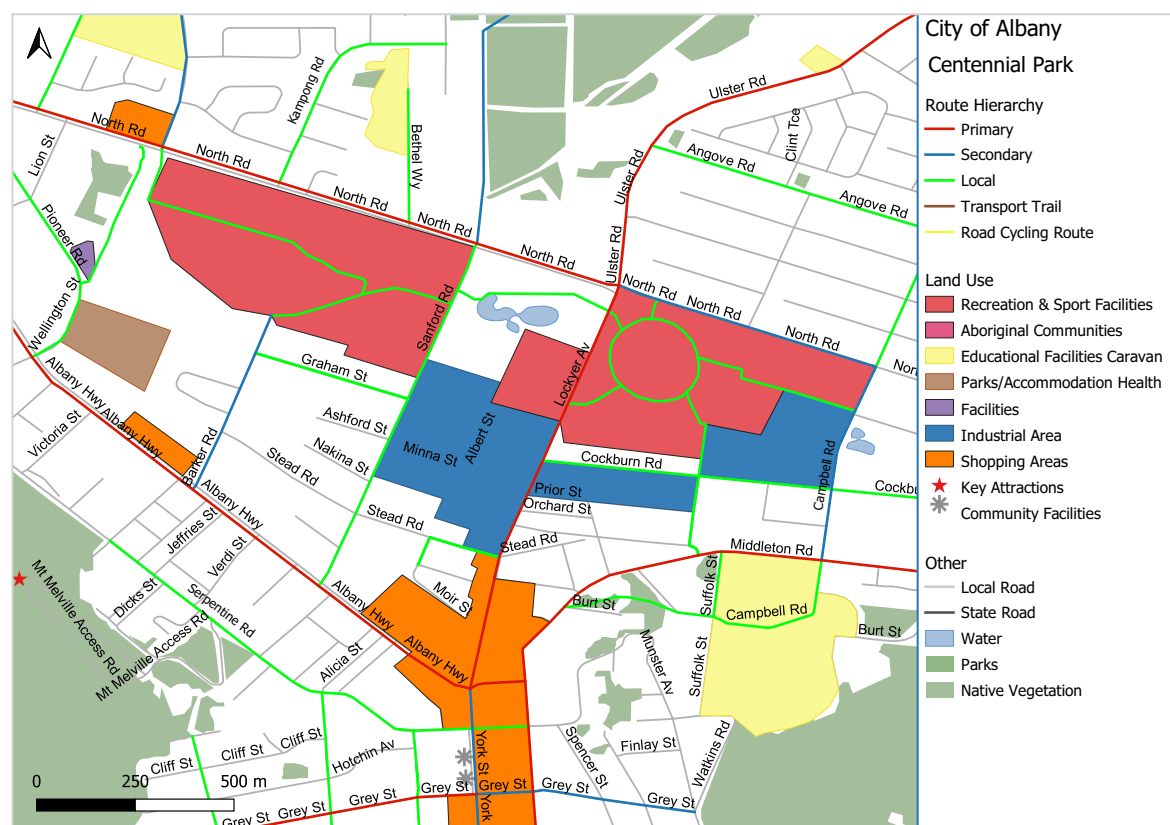 City of Albany
Centennial Park
Route Hierarchy
Primary
Secondary
Local
Transport Trail
Road Cycling Route
Land Use
Recreation & Sport Facilities
Aboriginal Communities
Educational Facilities Caravan
Parks/Accommodation Health
Facilities
Industrial Area
Shopping Areas
Key Attractions
Community Facilities
Other
Local Road
State Road
Water
Parks
Native Vegetation
Kampong Rd
Ulster Rd
Clint Tce
North Rd
Lion St
North Rd
Bethel Wy
Angove Rd
Ulster Rd
North Rd
Angove Rd
North Rd
Pioneer Rd
Ulster Rd
North Rd
North Rd
North Rd
North Rd
Wellington St
Sanford Rd
Nor
Albany Hwy
Graham St
Lockyer Av
Albany Hwy
Victoria St
Ashford St
Albert St
Barker Rd
Nakina St
Minna St
Stead Rd
Cockburn Rd
Campbell Rd
Albany Hwy
Prior St
Cockbu
Orchard St
Jeffries St
Stead Rd
Stead Rd
Middleton Rd
Verdi St
Mt Melville Access Rd
Dicks St
Serpentine Rd
Albany Hwy
Moir S
Burt St
Suffolk St
Campbell Rd
Burt St
Mt Melville Access Rd
Alicia St
Albany Hwy
Munster Av
Suffolk St
Cliff St
Cliff St
Cliff St
Hotchin Av
York St
Spencer St
Finlay St
Watkins Rd
0 250 500 m
Grey St
Grey St
Grey St
Grey St
Grey St
Grey St
Grey St
Grey St
York